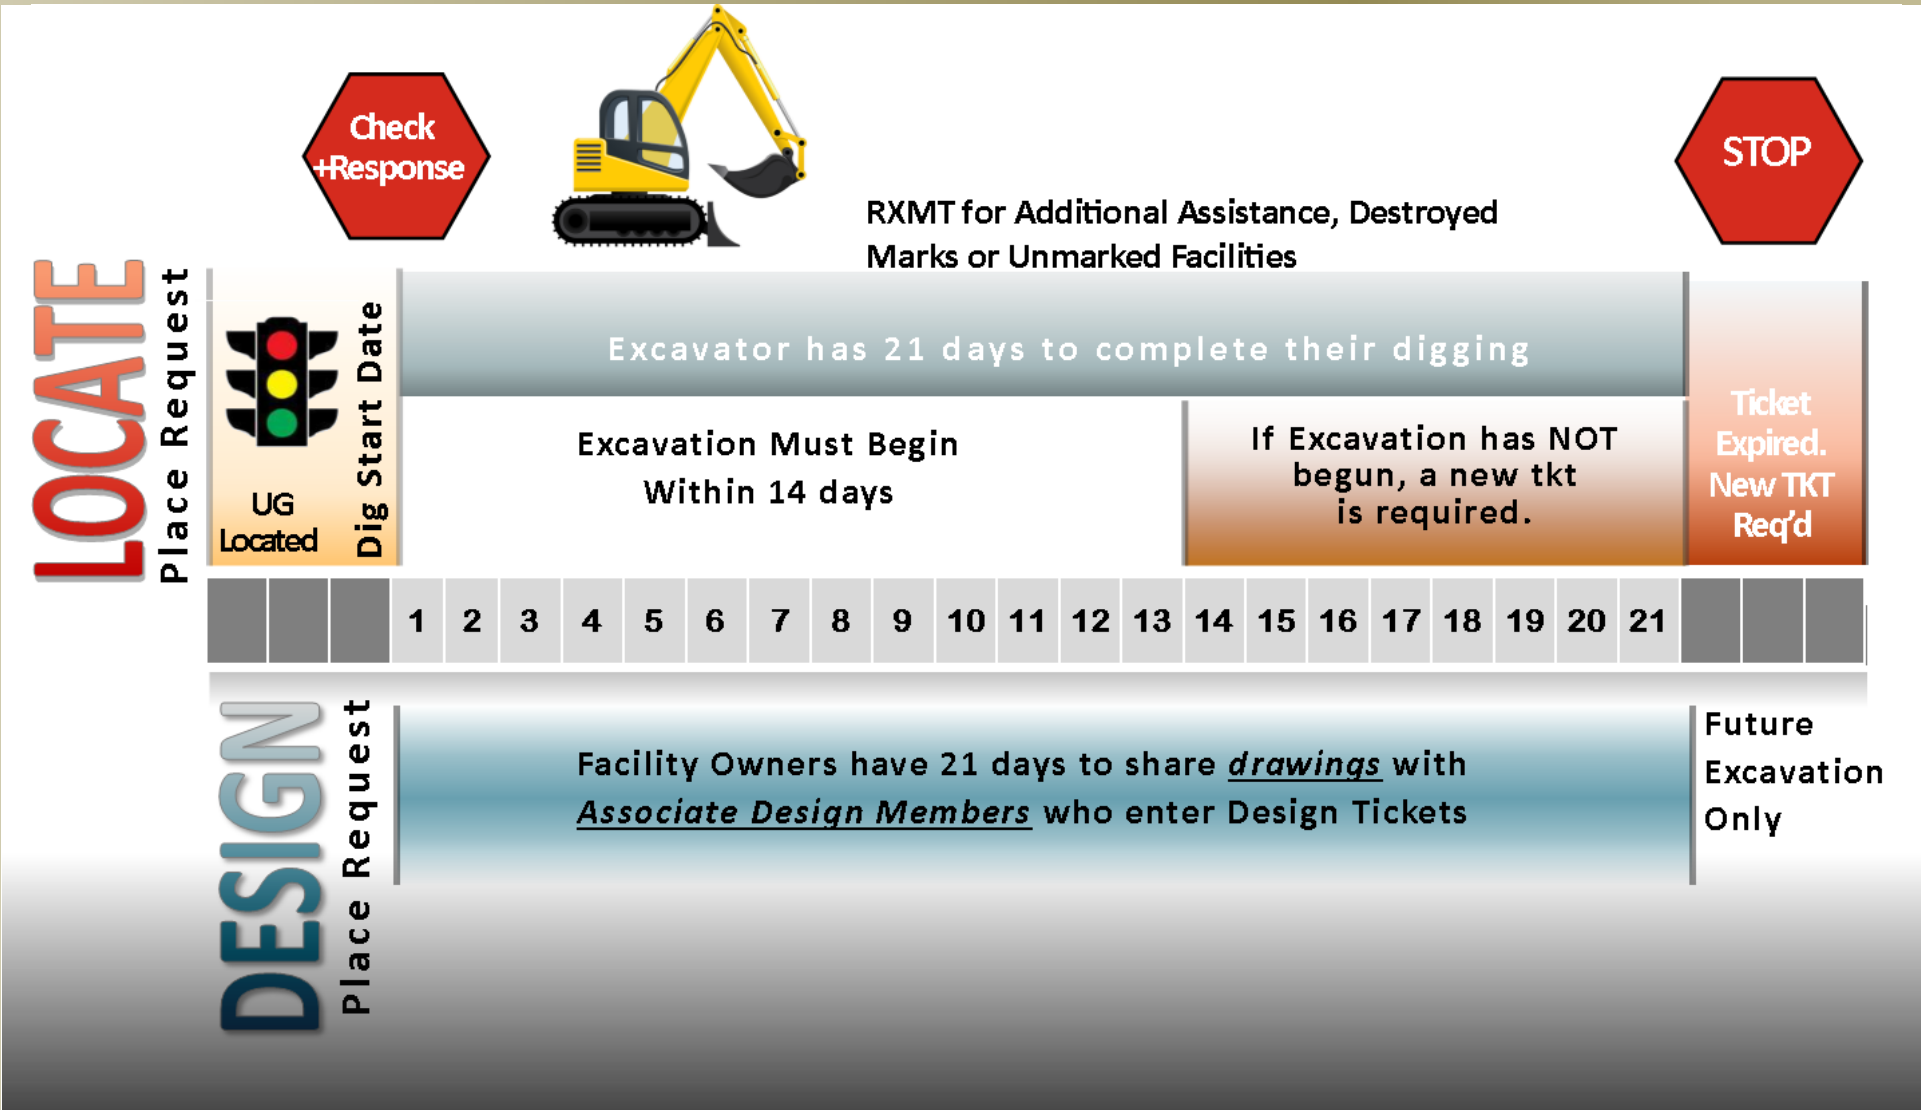 Check
+Response
STOP
RXMT for Additional Assistance, Destroyed
Marks or Unmarked Facilities
LOCATE
Place Request
UG
Located
Dig Start Date
Excavator has 21 days to complete their digging
Excavation Must Begin
Within 14 days
If Excavation has NOT
begun, a new tkt
is required.
Ticket
Expired.
New TKT
Req'd
1 2 3 4 5 6 7 8 9 10 11 12 13 14 15 16 17 18 19 20 21
DESIGN
Place Request
Facility Owners have 21 days to share drawings with
Associate Design Members who enter Design Tickets
Future
Excavation
Only